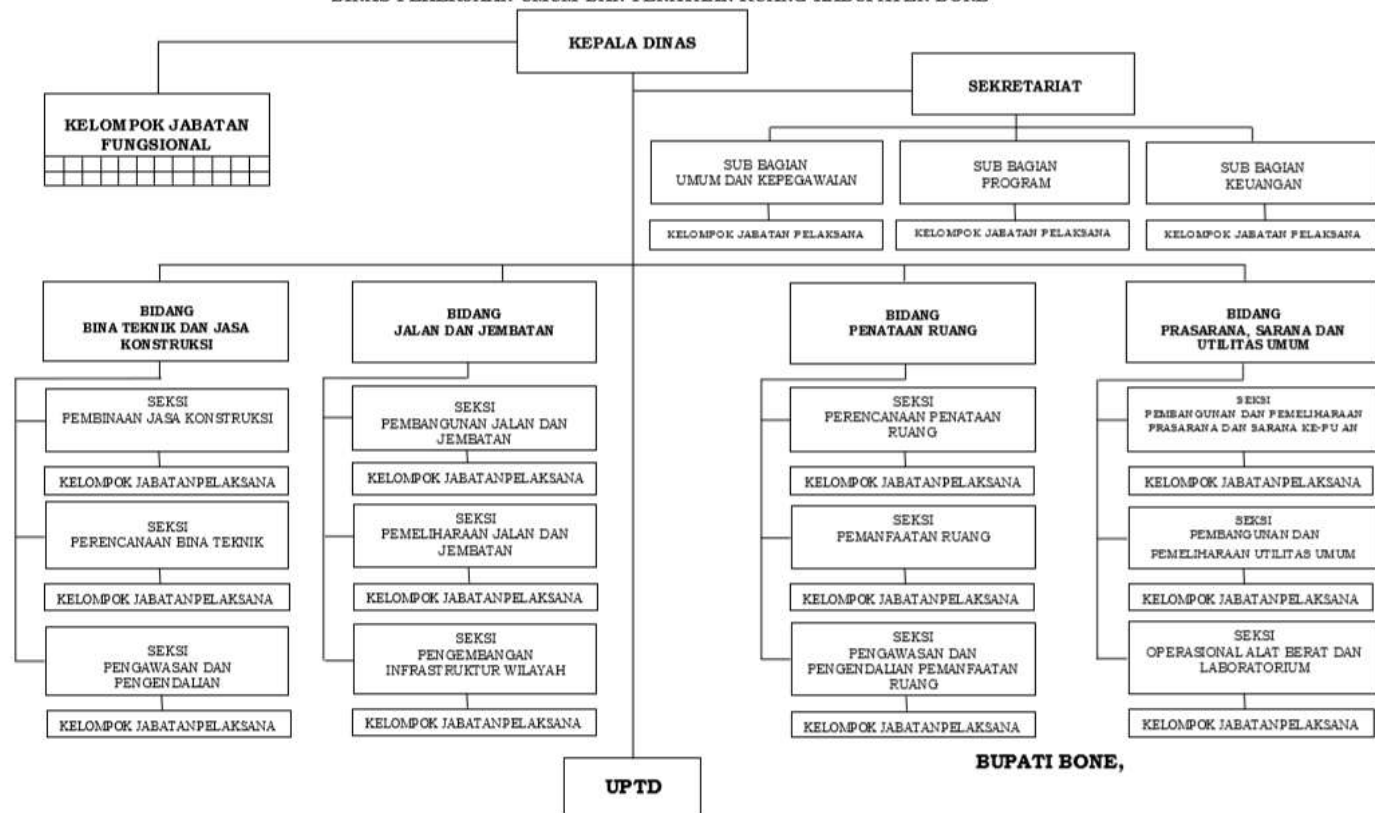 KEPALA DINAS
SEKRETARIAT
KELOMPOK JABATAN
FUNGSIONAL
SUB BAGIAN
UMUM DAN KEPEGAWAIAN
SUB BAGIAN
PROGRAM
SUB BAGIAN
KEUANGAN
KELOMPOK JABATAN PELAKSANA
KELOMPOK JABATAN PELAKSANA
KELOMPOK JABATAN PELAKSANA
BIDANG
BINA TEKNIK DAN JASA
KONSTRUKSI
BIDANG
JALAN DAN JEMBATAN
BIDANG
PENATAAN RUANG
BIDANG
PRASARANA, SARANA DAN
UTILITAS UMUM
SEKSI
PEMBINAAN JASA KONSTRUKSI
SEKSI
PEMBANGUNAN JALAN DAN
JEMBATAN
SEKSI
PERENCANAAN PENATAAN
RUANG
SEKSI
PEMBANGUNAN DAN PEMELIHARAAN
PRASARANA DAN SARANA KE-PU AN
KELOMPOK JABATANPELAKSANA
KELOMPOK JABATANPELAKSANA
KELOMPOK JABATANPELAKSANA
KELOMPOK JABATANPELAKSANA
SEKSI
PERENCANAAN BINA TEKNIK
SEKSI
PEMELIHARAAN JALAN DAN
JEMBATAN
SEKSI
PEMANFAATAN RUANG
SEKSI
PEMBANGUNAN DAN
PEMELIHARAAN UTILITAS UMUM
KELOMPOK JABATANPELAKSANA
KELOMPOK JABATANPELAKSANA
KELOMPOK JABATANPELAKSANA
KELOMPOK JABATANPELAKSANA
SEKSI
PENGAWASAN DAN
PENGENDALIAN
SEKSI
PENGEMBANGAN
INFRASTRUKTUR WILAYAH
SEKSI
PENGAWASAN DAN
PENGENDALIAN PEMANFAATAN
RUANG
SEKSI
OPERASIONAL ALAT BERAT DAN
LABORATORIUM
KELOMPOK JABATANPELAKSANA
KELOMPOK JABATANPELAKSANA
KELOMPOK JABATANPELAKSANA
KELOMPOK JABATANPELAKSANA
BUPATI BONE,
UPTD